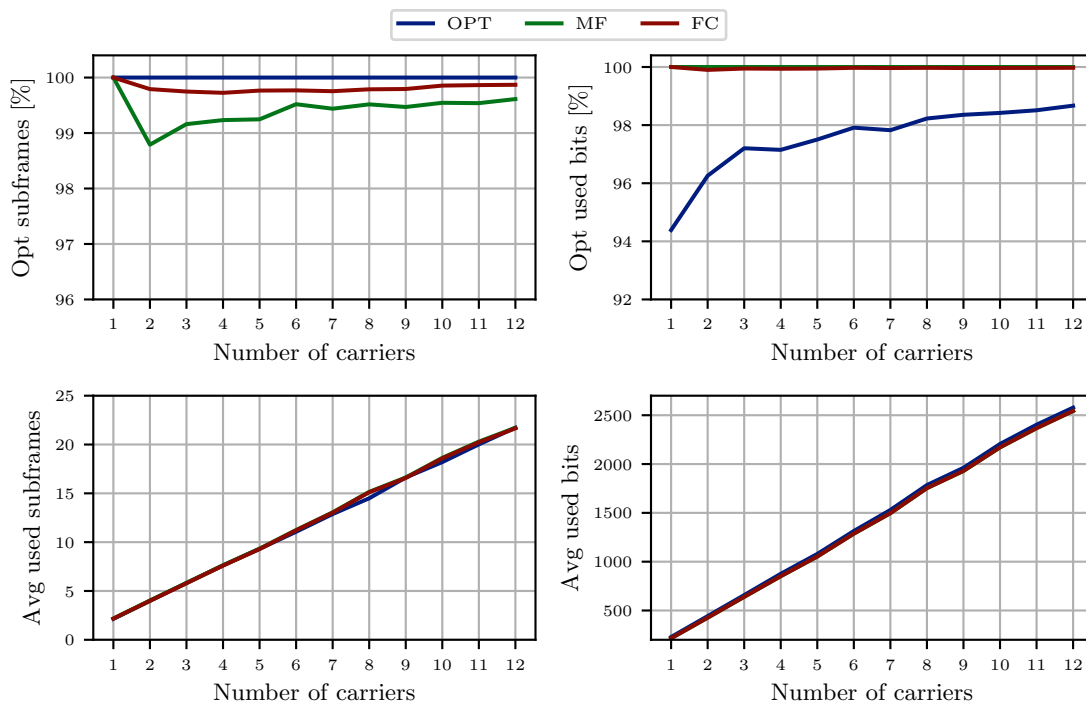 OPT MF FC
Opt subframes [%]
100
99
98
97
96
1 2 3 4 5 6 7 8 9 10 11 12
Number of carriers
Opt used bits [%]
100
98
96
94
92
1 2 3 4 5 6 7 8 9 10 11 12
Number of carriers
Avg used subframes
25
20
15
10
5
0
1 2 3 4 5 6 7 8 9 10 11 12
Number of carriers
Avg used bits
2500
2000
1500
1000
500
1 2 3 4 5 6 7 8 9 10 11 12
Number of carriers